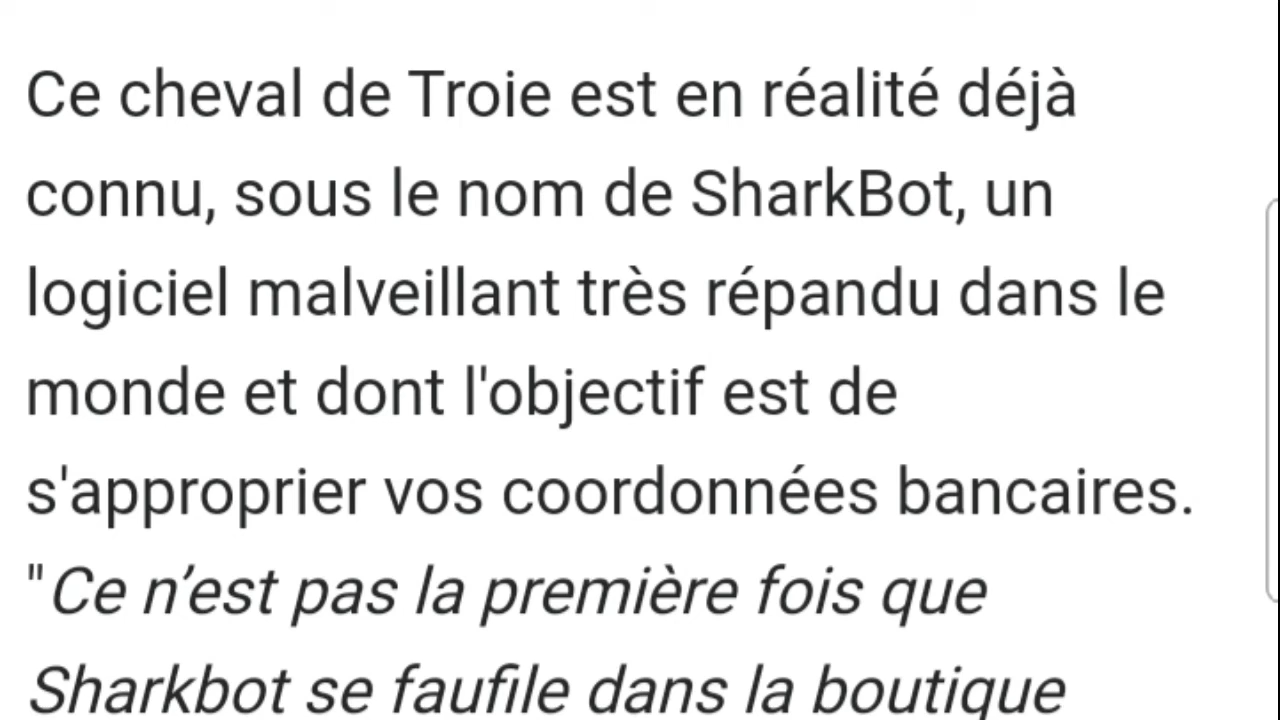 Ce cheval de Troie est en réalité déjà
connu, sous le nom de SharkBot, un
logiciel malveillant très répandu dans le
monde et dont l'objectif est de
s'approprier vos coordonnées bancaires.
"Ce n’est pas la première fois que
Sharkbot se faufile dans la boutique